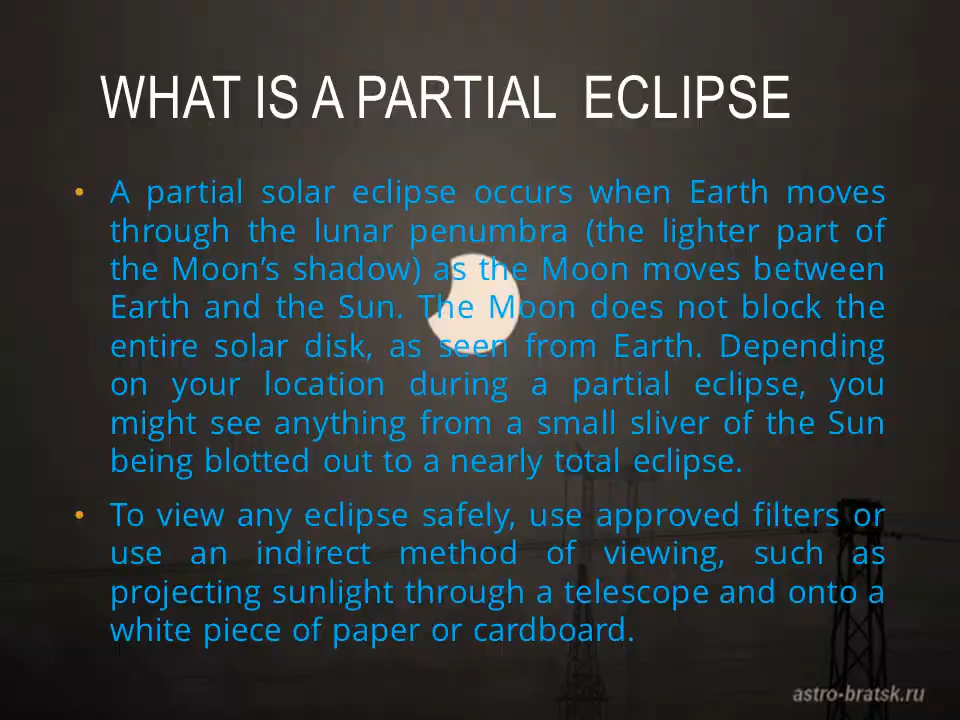 WHAT IS A PARTIAL ECLIPSE
• A partial solar eclipse occurs when Earth moves
through the lunar penumbra (the lighter part of
the Moon’s shadow) as the Moon moves between
Earth and the Sun. The Moon does not block the
entire solar disk, as seen from Earth. Depending
on your location during a partial eclipse, you
might see anything from a small sliver of the Sun
being blotted out to a nearly total eclipse.
• To view any eclipse safely, use approved filters or
use an indirect method of viewing, such as
projecting sunlight through a telescope and onto a
white piece of paper or cardboard.
astro-bratsk.ru